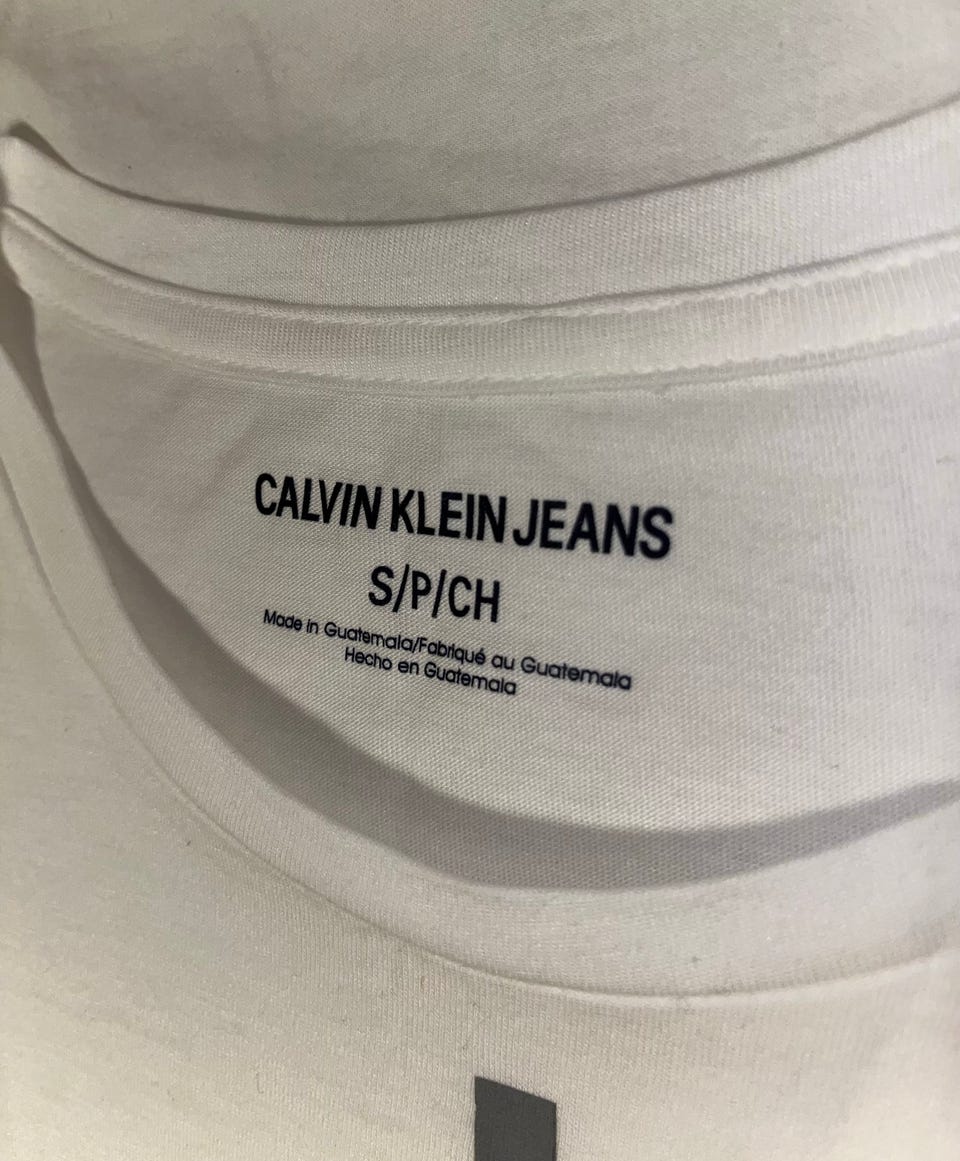 CALVIN KLEIN JEANS
S/P/CH
Made in Guatemala/Fabriqué au Guatemala
Hecho en Guatemala